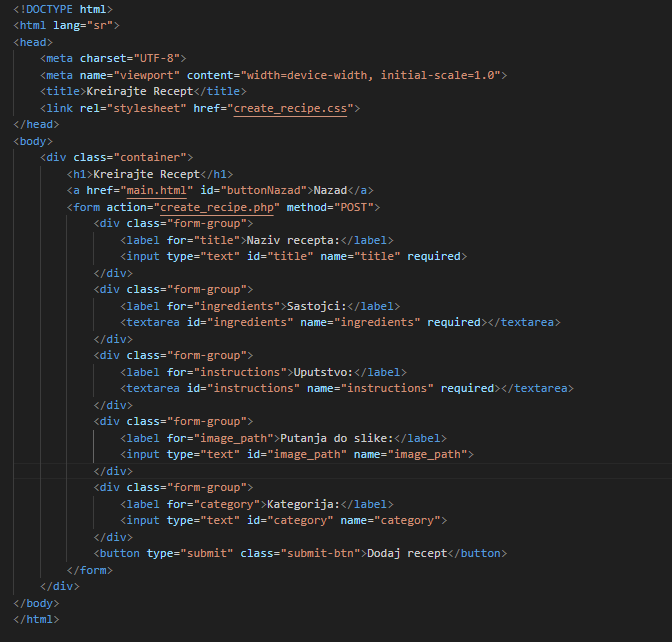 <!DOCTYPE html>
<html lang="sr">
<head>
    <meta charset="UTF-8">
    <meta name="viewport" content="width=device-width, initial-scale=1.0">
    <title>Kreirajte Recept</title>
    <link rel="stylesheet" href="create_recipe.css">
</head>
<body>
    <div class="container">
        <h1>Kreirajte Recept</h1>
        <a href="main.html" id="buttonNazad">Nazad</a>
        <form action="create_recipe.php" method="POST">
            <div class="form-group">
                <label for="title">Naziv recepta:</label>
                <input type="text" id="title" name="title" required>
            </div>
            <div class="form-group">
                <label for="ingredients">Sastojci:</label>
                <textarea id="ingredients" name="ingredients" required></textarea>
            </div>
            <div class="form-group">
                <label for="instructions">Uputstvo:</label>
                <textarea id="instructions" name="instructions" required></textarea>
            </div>
            <div class="form-group">
                <label for="image_path">Putanja do slike:</label>
                <input type="text" id="image_path" name="image_path">
            </div>
            <div class="form-group">
                <label for="category">Kategorija:</label>
                <input type="text" id="category" name="category">
            </div>
            <button type="submit" class="submit-btn">Dodaj recept</button>
        </form>
    </div>
</body>
</html>